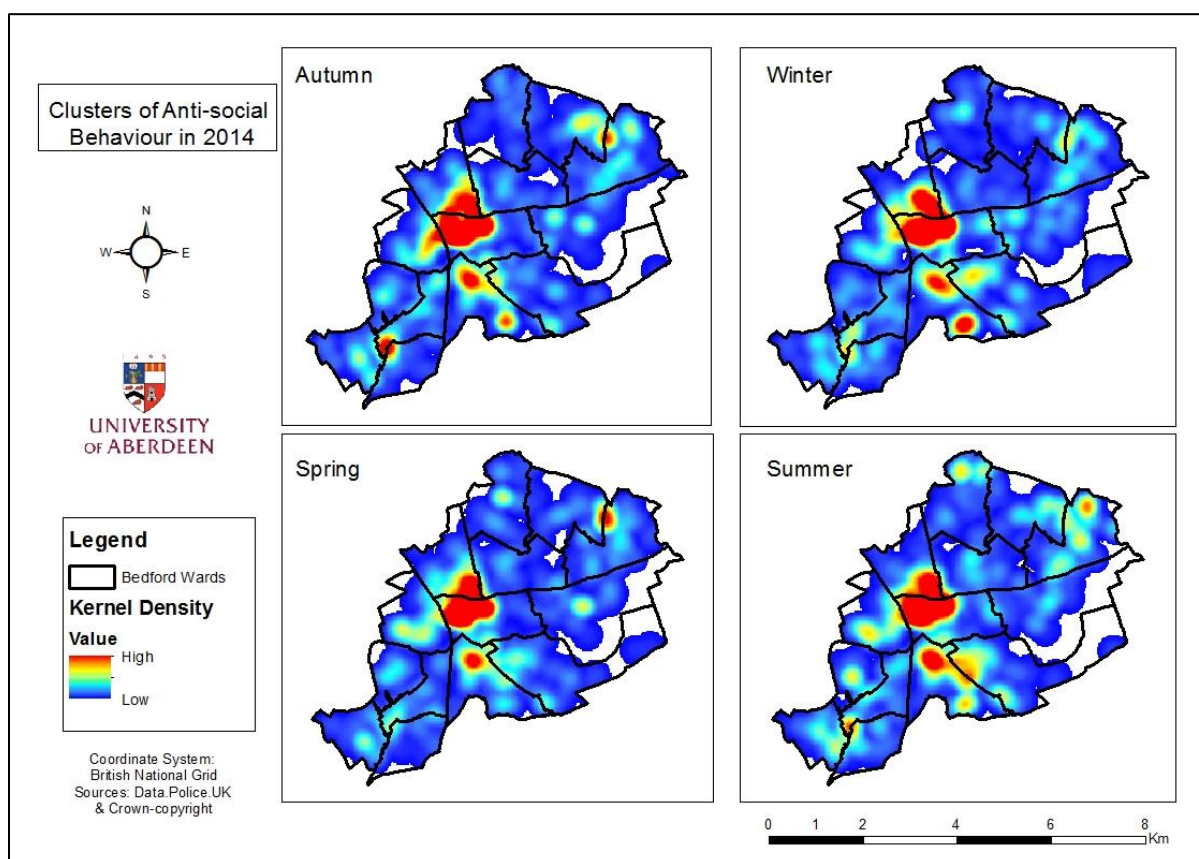 Clusters of Anti-social
Behaviour in 2014
N
W
E
S
1495
UNIVERSITY
OF ABERDEEN
Legend
Bedford Wards
Kernel Density
Value
High
Low
Coordinate System:
British National Grid
Sources: Data.Police.UK
& Crown-copyright
Autumn
Winter
Spring
Summer
0 1 2 4 6 8
Km